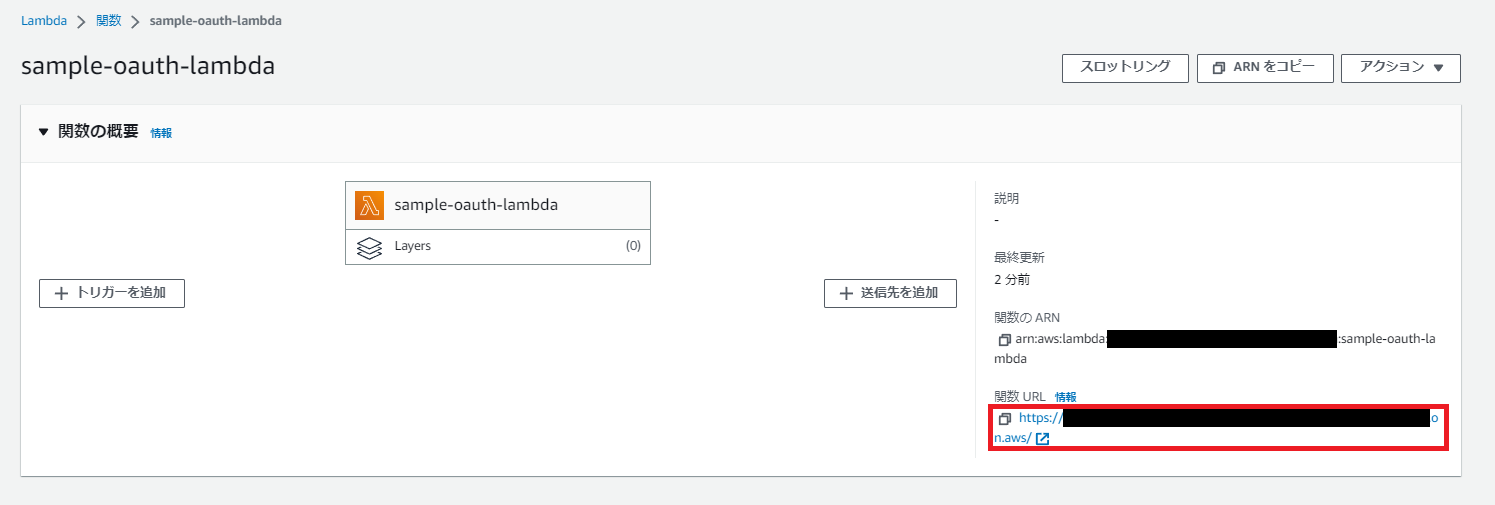 Lambda > 関数 > sample-oauth-lambda
sample-oauth-lambda
スロットリング
ARN をコピー
アクション ▼
▼ 関数の概要 情報
sample-oauth-lambda
Layers (0)
+ トリガーを追加
+ 送信先を追加
説明
-
最終更新
2 分前
関数の ARN
arn:aws:lambda: :sample-oauth-la
mbda
関数 URL 情報
https:// o
n.aws/